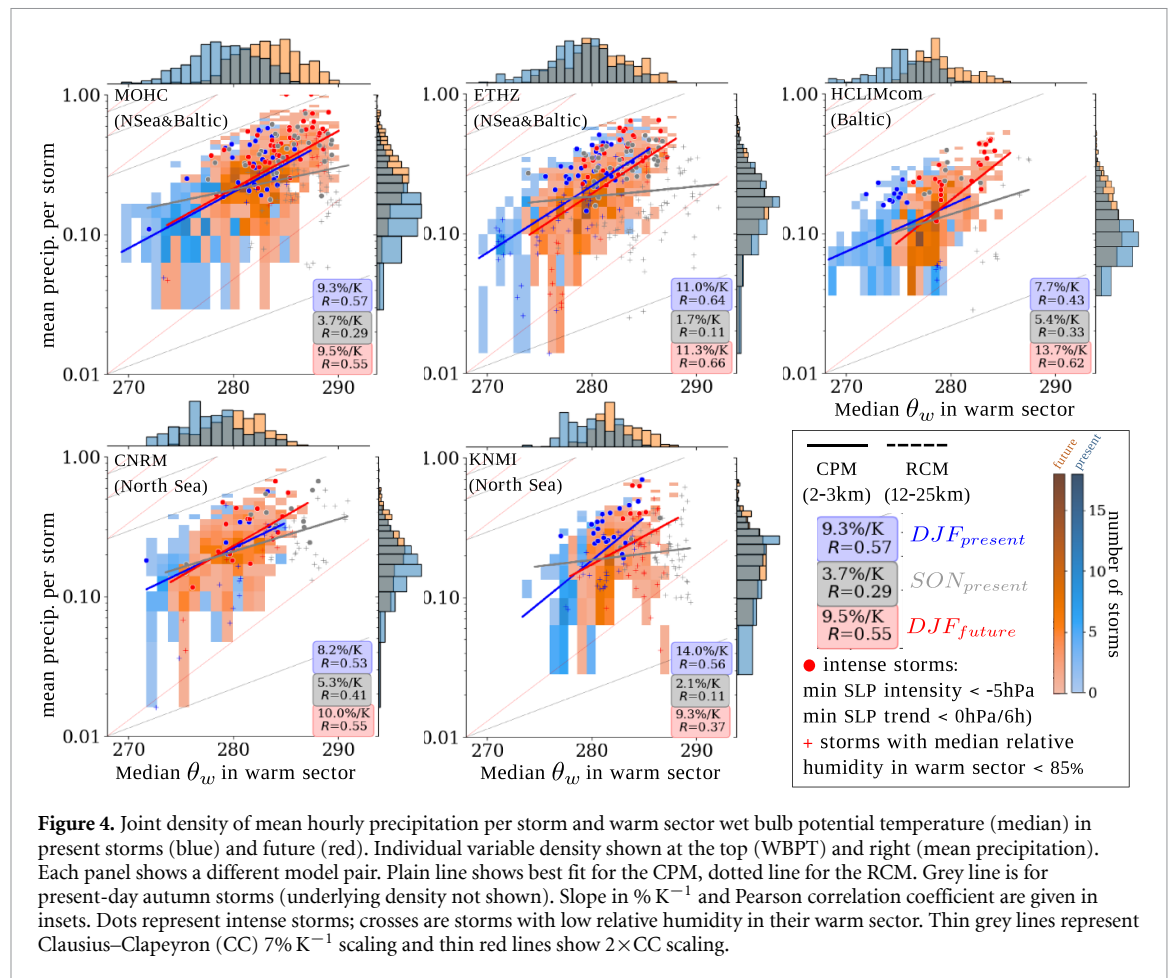 MOHC
(NSea&Baltic)
ETHZ
(NSea&Baltic)
HCLIMcom
(Baltic)
1.00
0.10
0.01
mean precip. per storm
9.3%/K
R=0.57
3.7%/K
R=0.29
9.5%/K
R=0.55
270
280
290
1.00
0.10
0.01
11.0%/K
R=0.64
1.7%/K
R=0.11
11.3%/K
R=0.66
270
280
290
1.00
0.10
0.01
7.7%/K
R=0.43
5.4%/K
R=0.33
13.7%/K
R=0.62
270
280
290
Median θw in warm sector
CNRM
(North Sea)
KNMI
(North Sea)
1.00
0.10
0.01
mean precip. per storm
8.2%/K
R=0.53
5.3%/K
R=0.41
10.0%/K
R=0.55
270
280
290
Median θw in warm sector
1.00
0.10
0.01
14.0%/K
R=0.56
2.1%/K
R=0.11
9.3%/K
R=0.37
270
280
290
Median θw in warm sector
CPM
RCM
(2-3km)
(12-25km)
9.3%/K
R=0.57
DJFpresent
3.7%/K
R=0.29
SONpresent
9.5%/K
R=0.55
DJFfuture
intense storms:
min SLP intensity < -5hPa
min SLP trend < 0hPa/6h)
+ storms with median relative
humidity in warm sector < 85%
future
present
15
10
5
0
number of storms
Figure 4. Joint density of mean hourly precipitation per storm and warm sector wet bulb potential temperature (median) in
present storms (blue) and future (red). Individual variable density shown at the top (WBPT) and right (mean precipitation).
Each panel shows a different model pair. Plain line shows best fit for the CPM, dotted line for the RCM. Grey line is for
present-day autumn storms (underlying density not shown). Slope in % K⁻¹ and Pearson correlation coefficient are given in
insets. Dots represent intense storms; crosses are storms with low relative humidity in their warm sector. Thin grey lines represent
Clausius–Clapeyron (CC) 7% K⁻¹ scaling and thin red lines show 2×CC scaling.